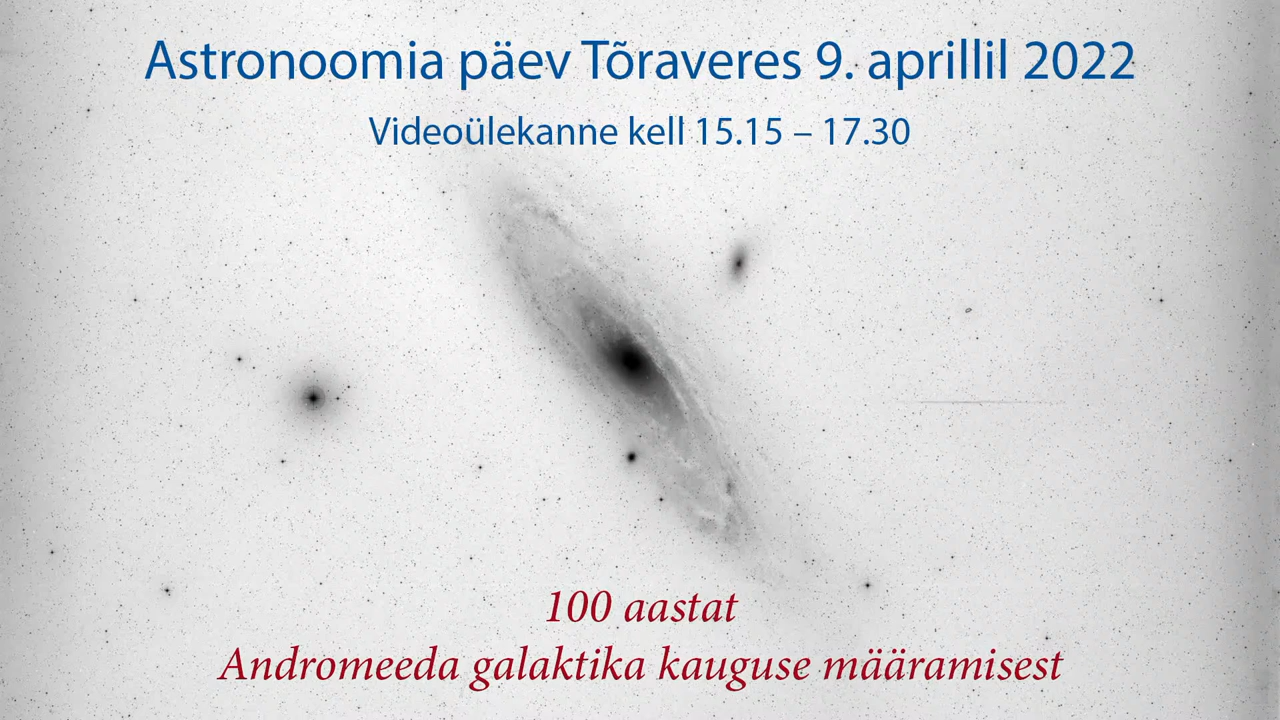 Astronoomia päev Tõraveres 9. aprillil 2022
Videoülekanne kell 15.15 – 17.30
100 aastat
Andromeeda galaktika kauguse määramisest